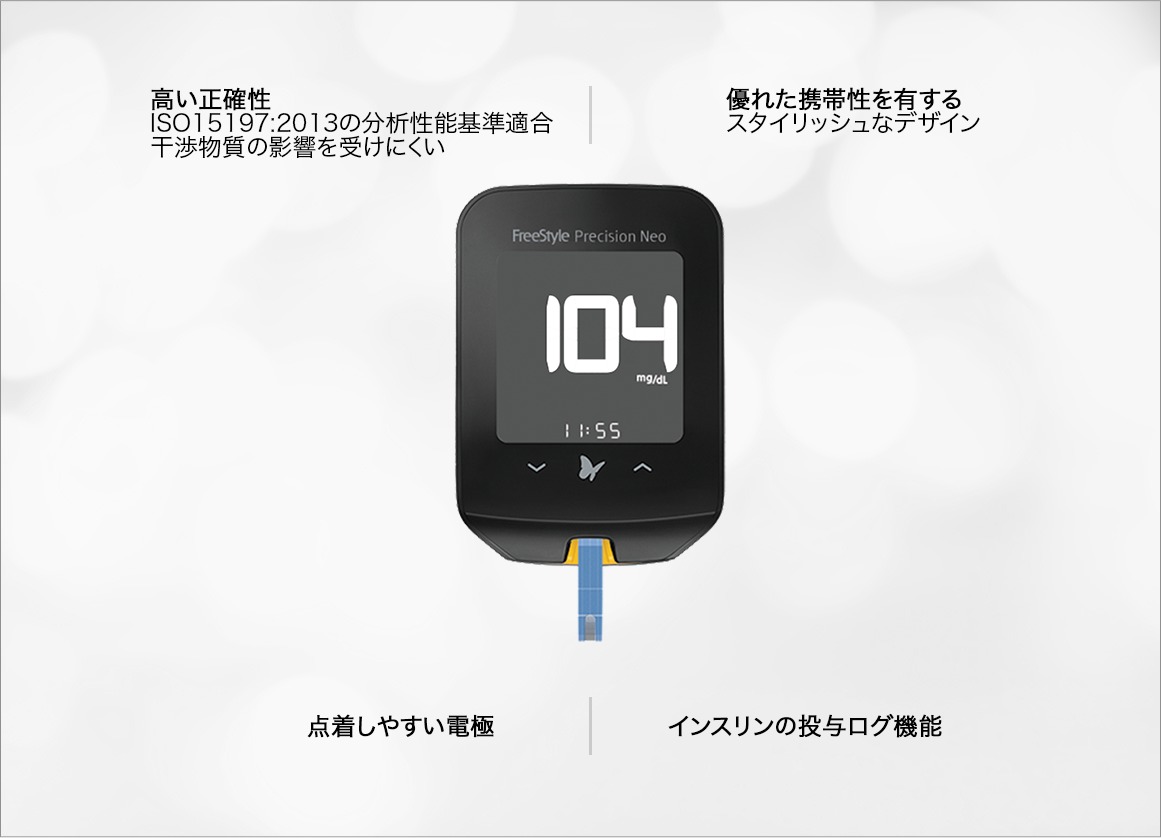 高い正確性
ISO15197:2013の分析性能基準適合
干渉物質の影響を受けにくい
優れた携帯性を有する
スタイリッシュなデザイン
FreeStyle Precision Neo
104
mg/dL
11:55
点着しやすい電極
インスリンの投与ログ機能